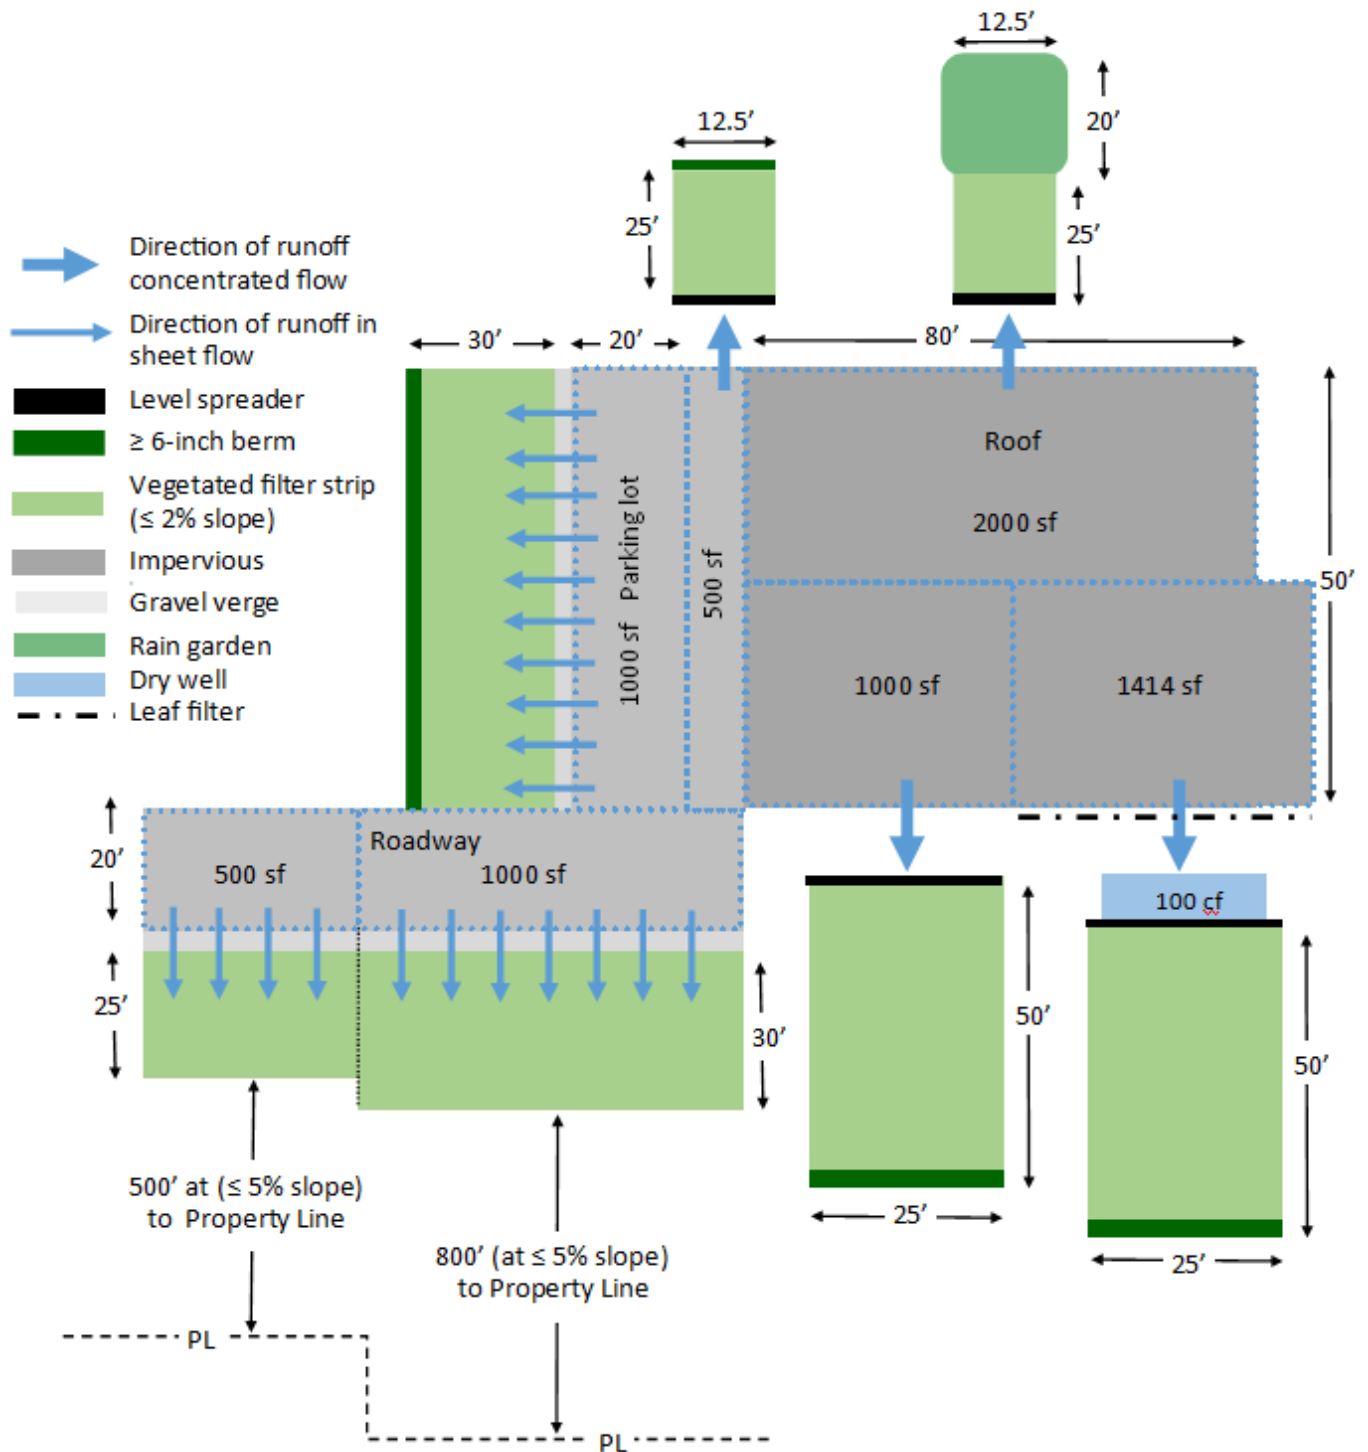 12.5’
20’
25’
12.5’
25’
Direction of runoff
concentrated flow
Direction of runoff in
sheet flow
Level spreader
≥ 6-inch berm
Vegetated filter strip
(≤ 2% slope)
Impervious
Gravel verge
Rain garden
Dry well
Leaf filter
30’
20’
80’
50’
1000 sf Parking lot
500 sf
Roof
2000 sf
1000 sf
1414 sf
20’
Roadway
500 sf
1000 sf
25’
30’
100 cf
50’
50’
25’
25’
500’ at (≤ 5% slope)
to Property Line
800’ (at ≤ 5% slope)
to Property Line
PL
PL